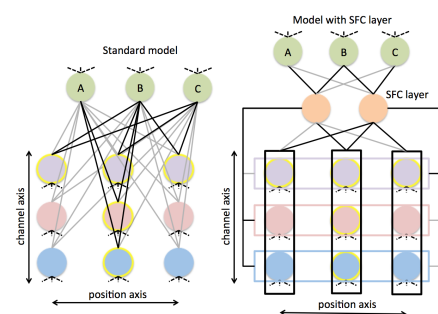 Model with SFC layer
Standard model
A B C
A B C
SFC layer
channel axis
channel axis
position axis
position axis